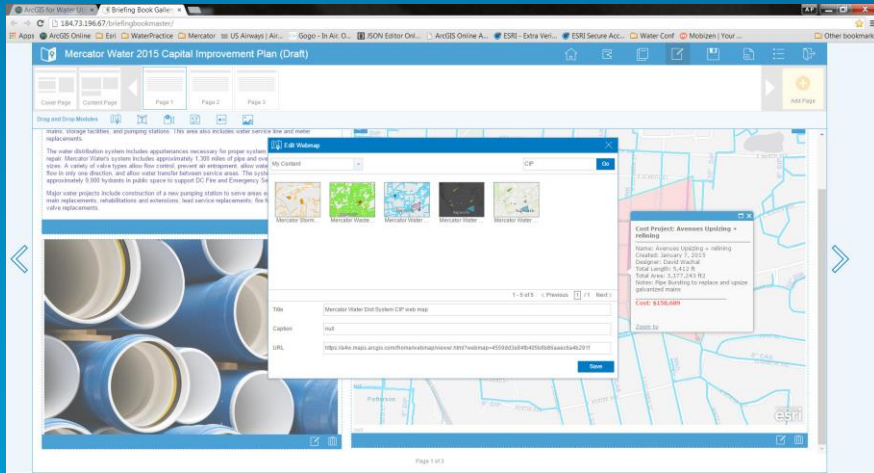 ArcGIS for Water Ut
Briefing Book Galler
184.73.196.67/briefingbookmaster/
Apps
ArcGIS Online
Esri
WaterPractice
Mercator
US Airways | Air...
Gogo - In Air. O...
JSON Editor Onl...
ArcGIS Online A...
ESRI - Extra Veri...
ESRI Secure Acc...
Water Conf
Mobizen | Your ...
Other bookmark
Mercator Water 2015 Capital Improvement Plan (Draft)
Cover Page
Content Page
Page 1
Page 2
Page 3
Add Page
Drag and Drop Modules
mains, storage facilities, and pumping stations. This area also includes water service line and meter
replacements.
The water distribution system includes appurtenances necessary for proper system
repair. Mercator Water's system includes approximately 1,300 miles of pipe and ove
sizes. A variety of valve types allow flow control, prevent air entrapment, allow wate
flow in only one direction, and allow water transfer between service areas. The syste
approximately 9,000 hydrants in public space to support DC Fire and Emergency Se
Major water projects include construction of a new pumping station to serve areas e
main replacements, rehabilitations and extensions, lead service replacements, fire h
valve replacements.
Edit Webmap
My Content
CIP
Go
Mercator Storm...
Mercator Waste...
Mercator Water ...
Mercator Water ...
Mercator Water ...
1 - 5 of 5
< Previous
1
/ 1
Next >
Title
Mercator Water Dist System CIP web map
Caption
null
URL
Save
Cost Project: Avenues Upsizing +
relining
Name: Avenues Upsizing + relining
Created: January 7, 2015
Designer: David Wachal
Total Length: 5,412 ft
Total Area: 3,177,243 ft2
Notes: Pipe Bursting to replace and upsize
galvanized mains
Cost: $158,609
Zoom to
Patterson
esri
Page 1 of 3